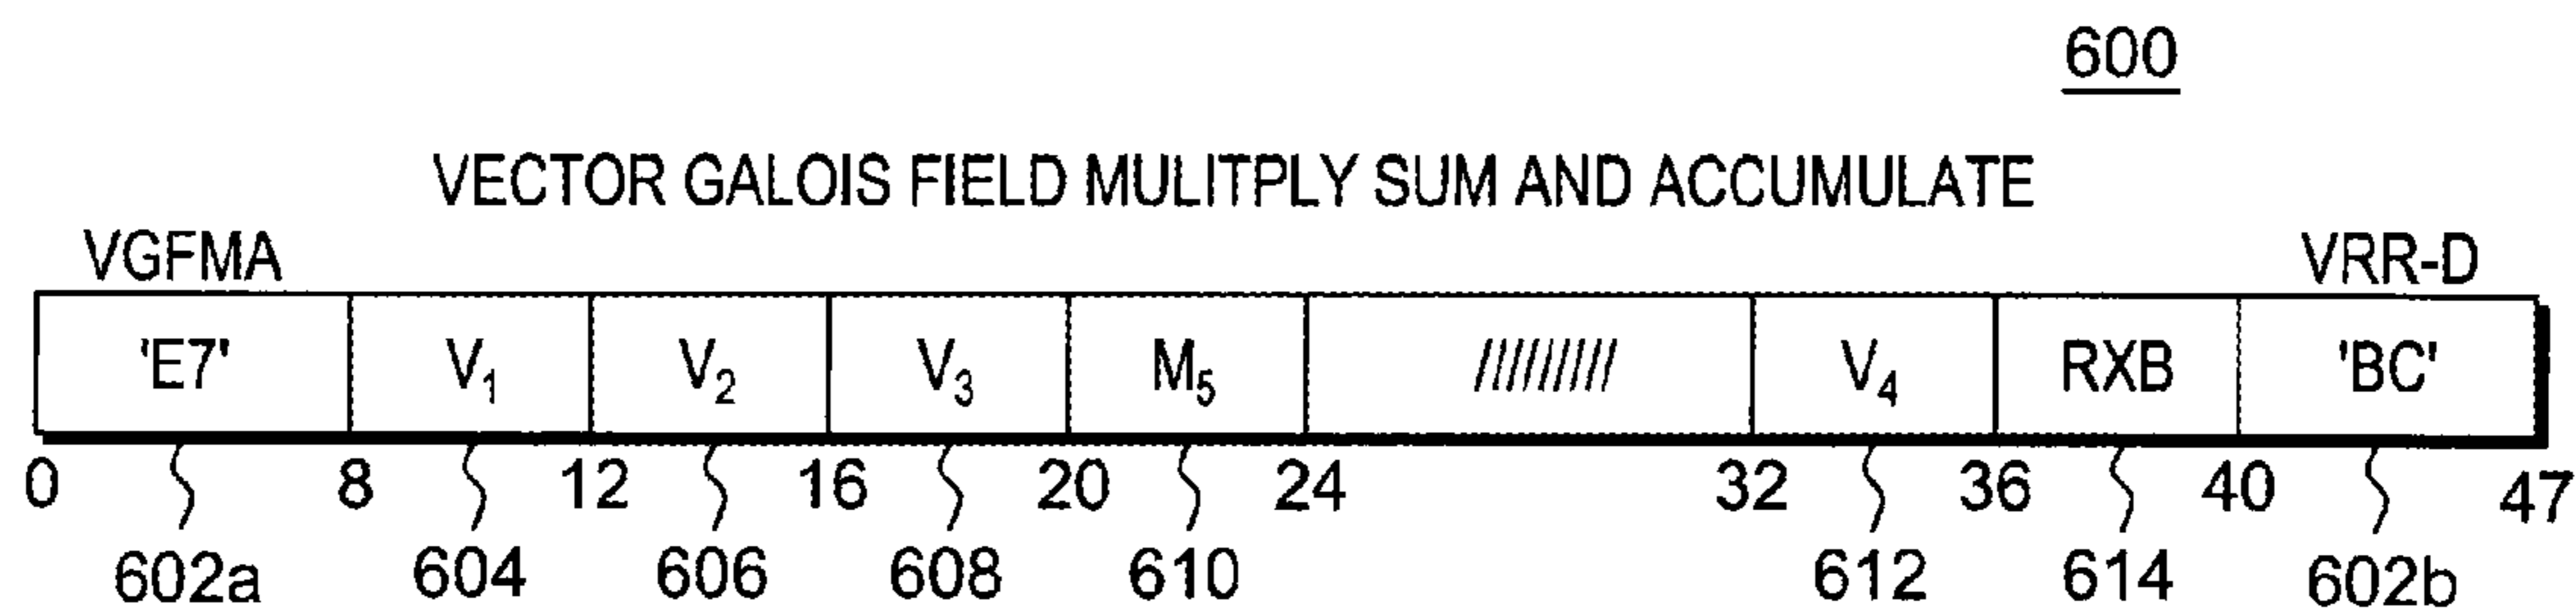 600
VECTOR GALOIS FIELD MULITPLY SUM AND ACCUMULATE
VGFMA VRR-D
'E7' V₁ V₂ V₃ M₅ ///////// V₄ RXB 'BC'
0 8 12 16 20 24 32 36 40 47
602a 604 606 608 610 612 614 602b